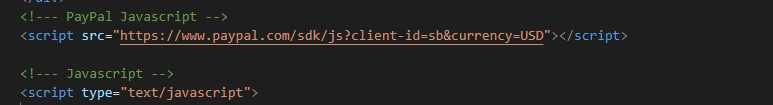 <!--- PayPal Javascript -->
<script src="https://www.paypal.com/sdk/js?client-id=sb&currency=USD"></script>
<!--- Javascript -->
<script type="text/javascript">